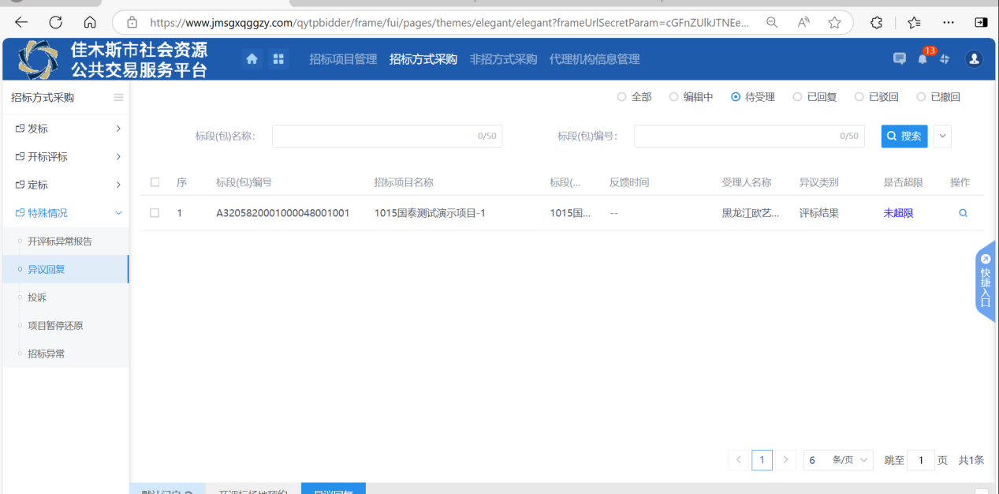 https://www.jmsgxqggzy.com/qytpbidder/frame/fui/pages/themes/elegant/elegant?frameUrlSecretParam=cGFnZUlkJTNEe...
佳木斯市社会资源
公共交易服务平台
招标项目管理 招标方式采购 非招方式采购 代理机构信息管理
13
招标方式采购
全部 编辑中 待受理 已回复 已驳回 已撤回
发标
标段(包)名称: 0/50 标段(包)编号: 0/50 搜索
开标评标
定标
序 标段(包)编号 招标项目名称 标段(... 反馈时间 受理人名称 异议类别 是否超限 操作
特殊情况
1 A3205820001000048001001 1015国泰测试演示项目-1 1015国... -- 黑龙江欧艺... 评标结果 未超限
开评标异常报告
异议回复
投诉
项目暂停还原
招标异常
快捷入口
1 6 条/页 跳至 1 页 共1条
默认门户 开评标场地预约 异议回复